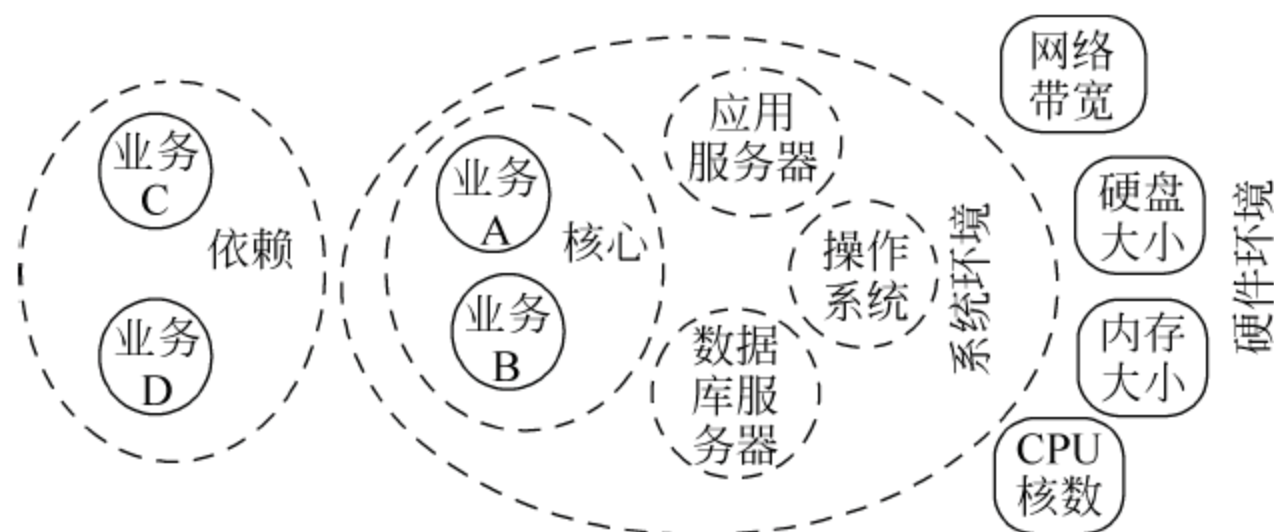 业务
C
依赖
业务
D
业务
A
核心
业务
B
应用
服务器
操作
系统
数据
库服
务器
系统环境
网络
带宽
硬盘
大小
内存
大小
CPU
核数
硬件环境